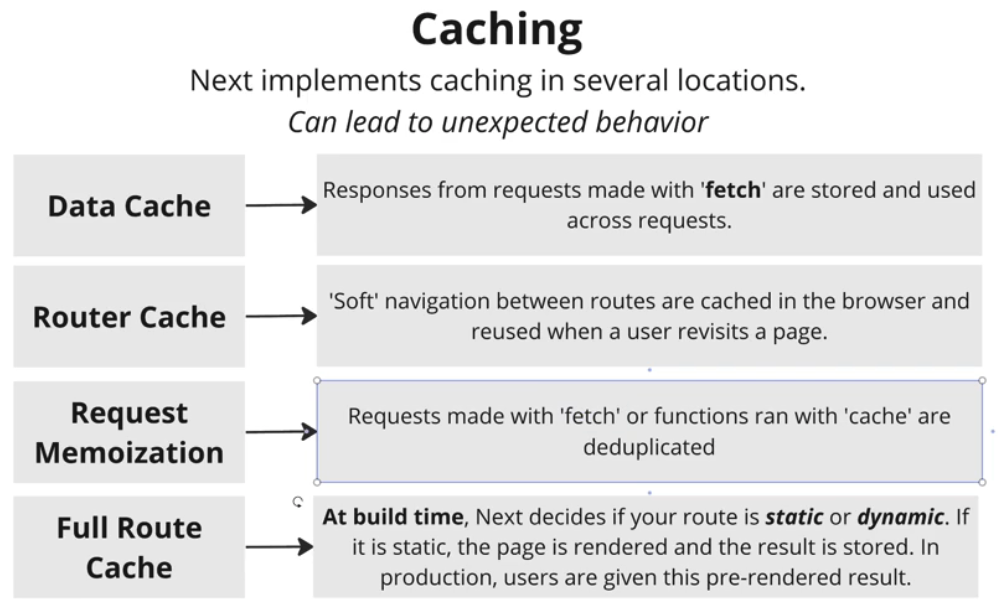 Caching
Next implements caching in several locations.
Can lead to unexpected behavior
Data Cache
Responses from requests made with 'fetch' are stored and used
across requests.
Router Cache
'Soft' navigation between routes are cached in the browser and
reused when a user revisits a page.
Request
Memoization
Requests made with 'fetch' or functions ran with 'cache' are
deduplicated
Full Route
Cache
At build time, Next decides if your route is static or dynamic. If
it is static, the page is rendered and the result is stored. In
production, users are given this pre-rendered result.